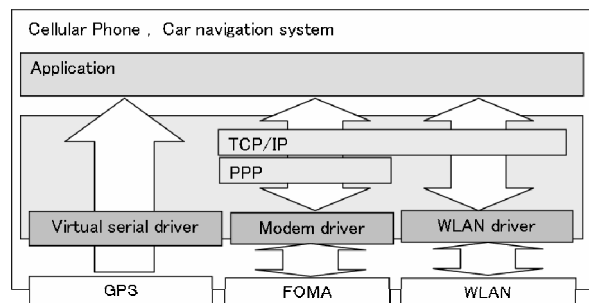 Cellular Phone , Car navigation system
Application
TCP/IP
PPP
Virtual serial driver
Modem driver
WLAN driver
GPS
FOMA
WLAN